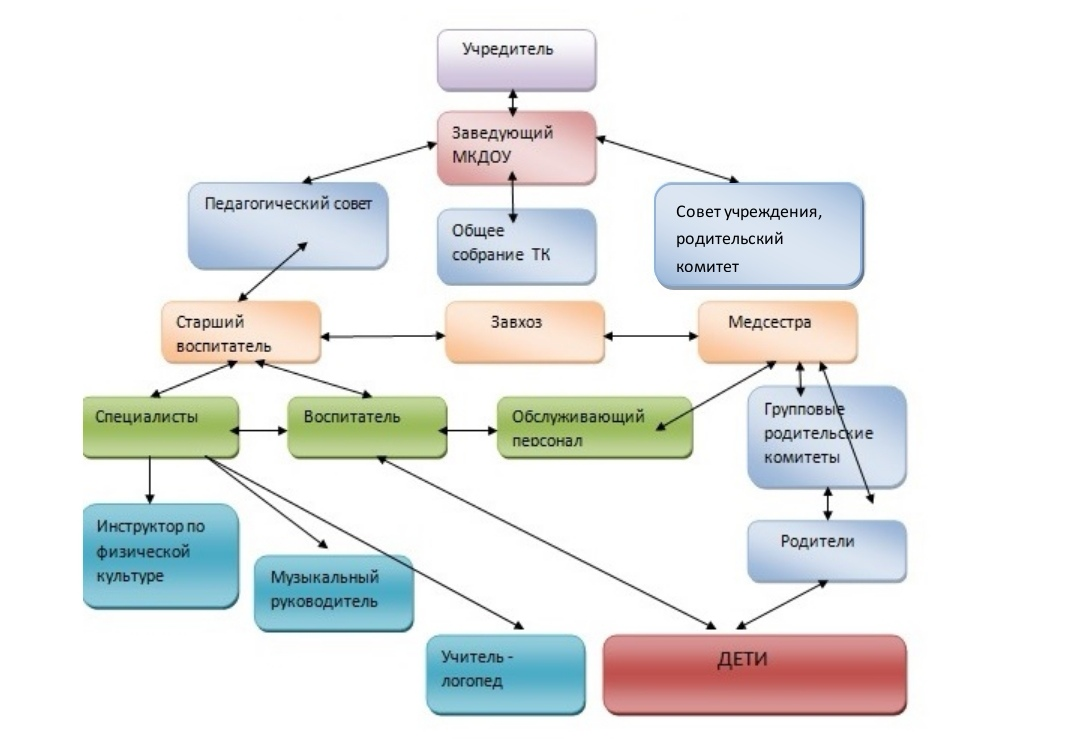 Учредитель
Заведующий
МКДОУ
Педагогический совет
Общее
собрание ТК
Совет учреждения,
родительский
комитет
Старший
воспитатель
Завхоз
Медсестра
Специалисты
Воспитатель
Обслуживающий
персонал
Групповые
родительские
комитеты
Инструктор по
физической
культуре
Музыкальный
руководитель
Родители
Учитель -
логопед
ДЕТИ